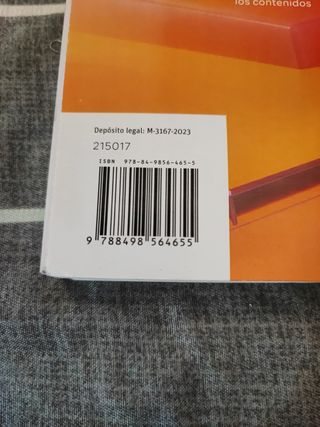 los contenidos
Depósito legal: M-3167-2023
215017
ISBN 978-84-9856-465-5
9 788498 564655